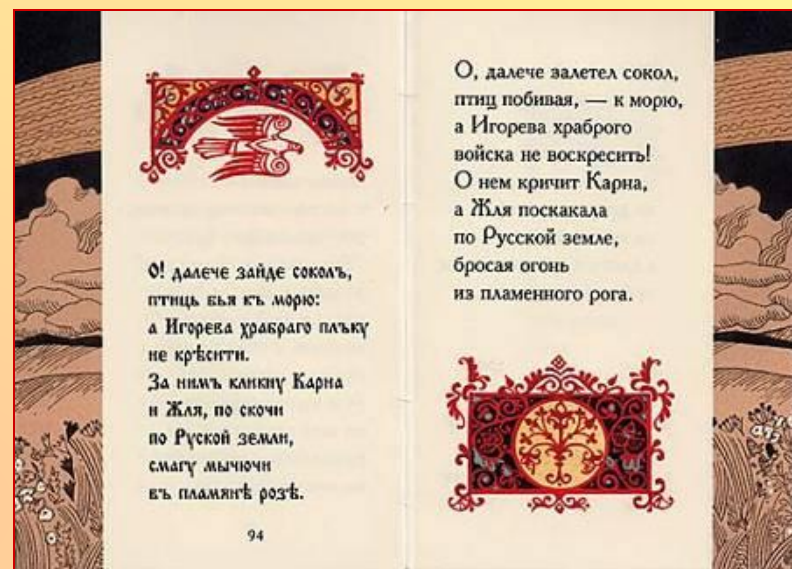 О! далече зайде соколъ,
птиць бья къ морю:
а Игорева храбраго плъку
не крѣсити.
За нимъ кликну Карна
и Жля, по скочи
по Руской земли,
смагу мычючи
въ пламянѣ розѣ.
94
О, далече залетел сокол,
птиц побивая, — к морю,
а Игорева храброго
войска не воскресить!
О нем кричит Карна,
а Жля поскакала
по Русской земле,
бросая огонь
из пламенного рога.